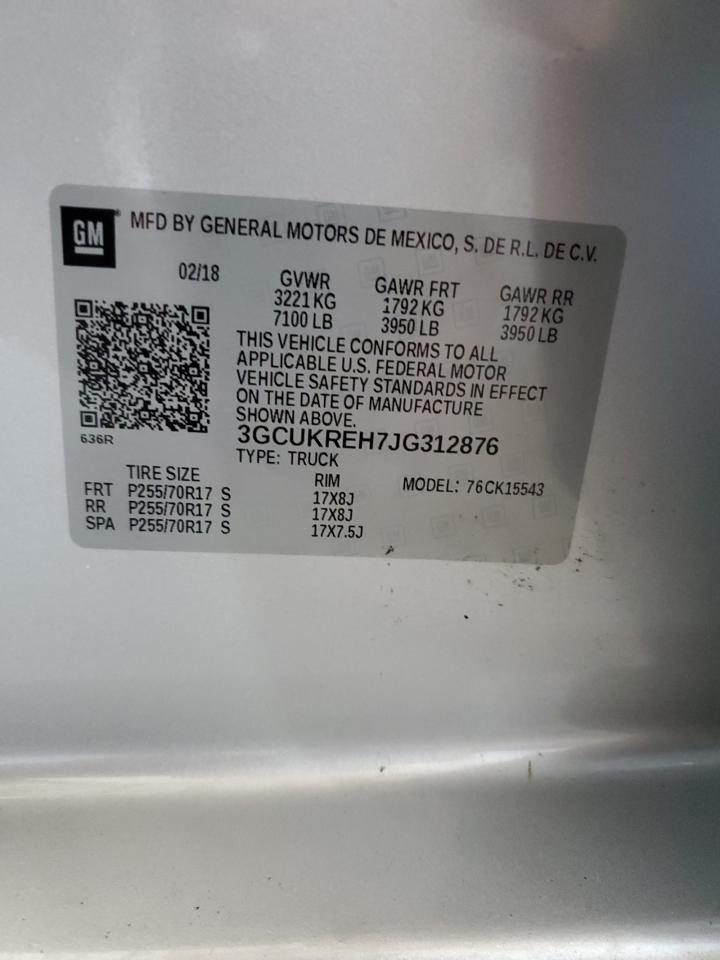 GM
MFD BY GENERAL MOTORS DE MEXICO, S. DE R.L. DE C.V.
02/18
GVWR GAWR FRT GAWR RR
3221 KG 1792 KG 1792 KG
7100 LB 3950 LB 3950 LB
THIS VEHICLE CONFORMS TO ALL
APPLICABLE U.S. FEDERAL MOTOR
VEHICLE SAFETY STANDARDS IN EFFECT
ON THE DATE OF MANUFACTURE
SHOWN ABOVE.
636R
3GCUKREH7JG312876
TYPE: TRUCK
TIRE SIZE RIM MODEL: 76CK15543
FRT P255/70R17 S 17X8J
RR P255/70R17 S 17X8J
SPA P255/70R17 S 17X7.5J